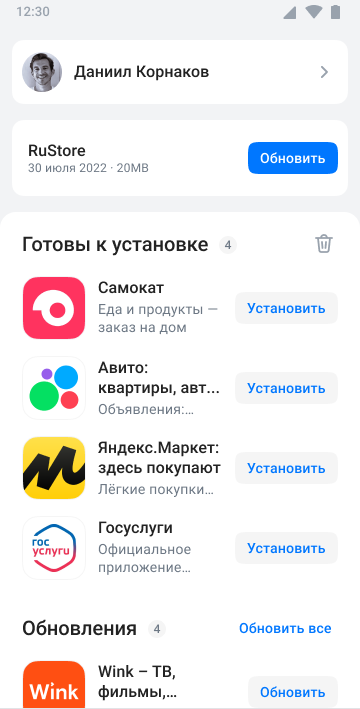 12:30
Даниил Корнаков
RuStore
30 июля 2022 · 20MB
Обновить
Готовы к установке 4
Самокат
Еда и продукты —
заказ на дом
Установить
Авито:
квартиры, авт...
Объявления:...
Установить
Яндекс.Маркет:
здесь покупают
Лёгкие покупки...
Установить
гос
услуги
Госуслуги
Официальное
приложение...
Установить
Обновления 4
Обновить все
Wink
Wink – ТВ,
фильмы,...
Обновить